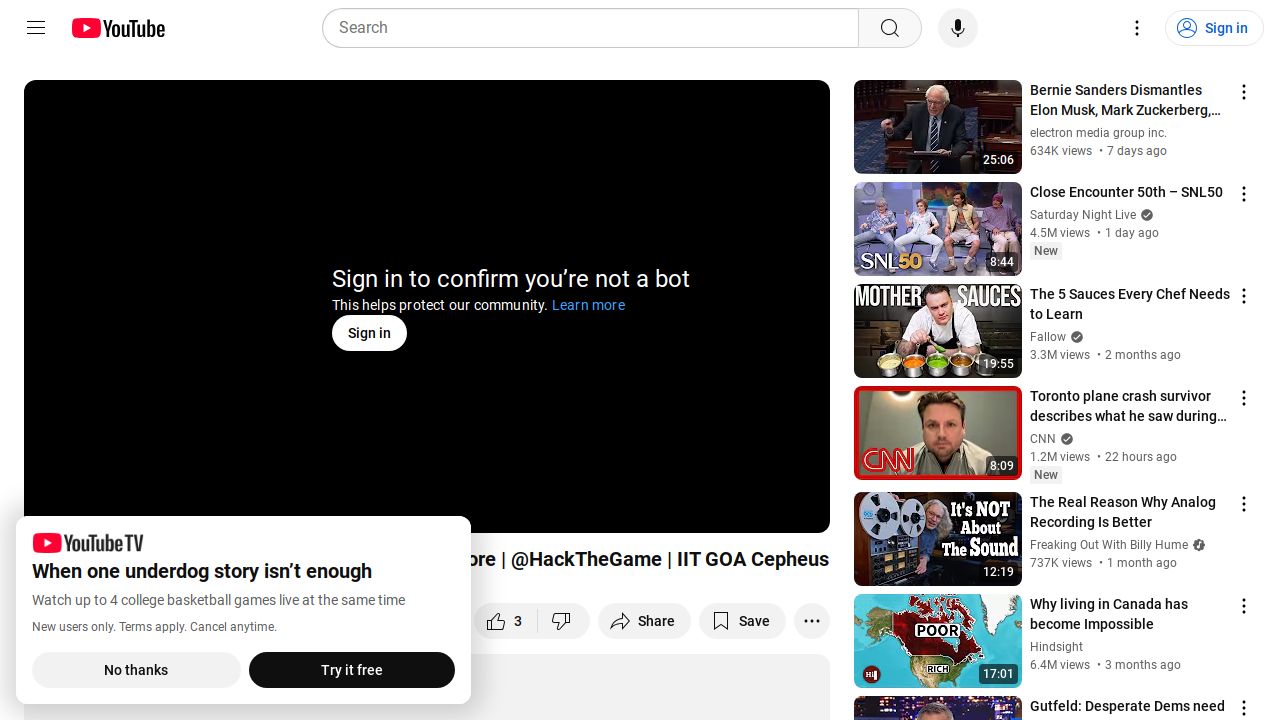 YouTube
Search
Sign in
Sign in to confirm you’re not a bot
This helps protect our community. Learn more
Sign in
ore | @HackTheGame | IIT GOA Cepheus
3
Share
Save
YouTube TV
When one underdog story isn’t enough
Watch up to 4 college basketball games live at the same time
New users only. Terms apply. Cancel anytime.
No thanks
Try it free
25:06
Bernie Sanders Dismantles
Elon Musk, Mark Zuckerberg,…
electron media group inc.
634K views • 7 days ago
SNL50
8:44
Close Encounter 50th – SNL50
Saturday Night Live
4.5M views • 1 day ago
New
MOTHER SAUCES
19:55
The 5 Sauces Every Chef Needs
to Learn
Fallow
3.3M views • 2 months ago
CNN
8:09
Toronto plane crash survivor
describes what he saw during…
CNN
1.2M views • 22 hours ago
New
It's NOT
About
The Sound
12:19
The Real Reason Why Analog
Recording Is Better
Freaking Out With Billy Hume
737K views • 1 month ago
POOR
RICH
17:01
Why living in Canada has
become Impossible
Hindsight
6.4M views • 3 months ago
Gutfeld: Desperate Dems need